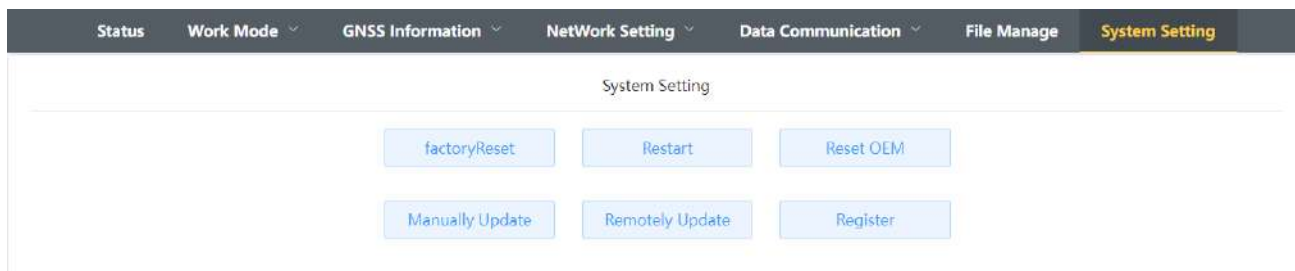 Status Work Mode GNSS Information NetWork Setting Data Communication File Manage System Setting
System Setting
factoryReset Restart Reset OEM
Manually Update Remotely Update Register